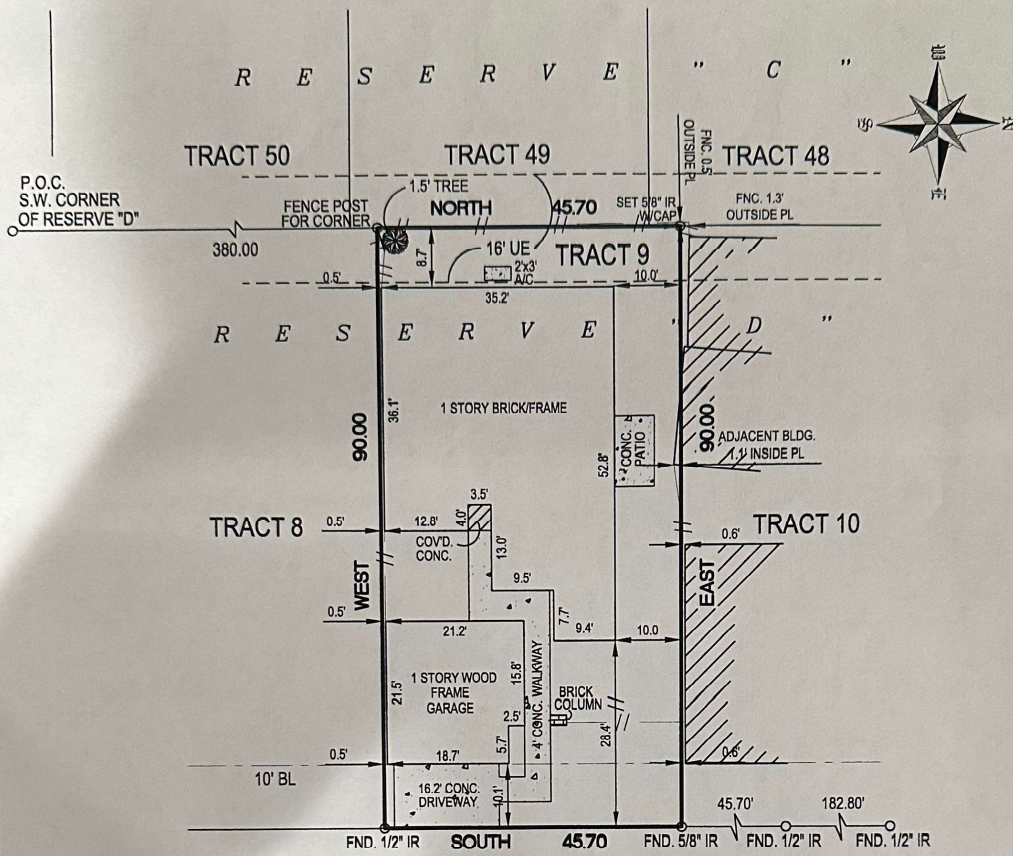 R E S E R V E " C "
TRACT 50
TRACT 49
TRACT 48
FNC. 0.5
OUTSIDE PL
P.O.C.
S.W. CORNER
OF RESERVE "D"
1.5' TREE
FENCE POST
FOR CORNER
NORTH 45.70
SET 5/8" IR
W/CAP
FNC. 1.3'
OUTSIDE PL
380.00
8.7'
16' UE
TRACT 9
2'x3'
A/C
0.5'
35.2'
10.0'
R E S E R V E " D "
1 STORY BRICK/FRAME
36.1'
90.00
52.8'
CONC.
PATIO
90.00
ADJACENT BLDG.
1.1' INSIDE PL
3.5'
TRACT 8
0.5'
12.8'
4.0'
COV'D.
CONC.
13.0'
TRACT 10
0.6'
9.5'
WEST
EAST
0.5'
21.2'
7.7'
9.4'
10.0
1 STORY WOOD
FRAME
GARAGE
21.5'
15.8'
4' CONC. WALKWAY
BRICK
COLUMN
2.5'
5.7'
28.4'
0.5'
18.7'
0.6'
10' BL
16.2' CONC.
DRIVEWAY
10.1'
45.70'
182.80'
FND. 1/2" IR
SOUTH 45.70
FND. 5/8" IR
FND. 1/2" IR
FND. 1/2" IR